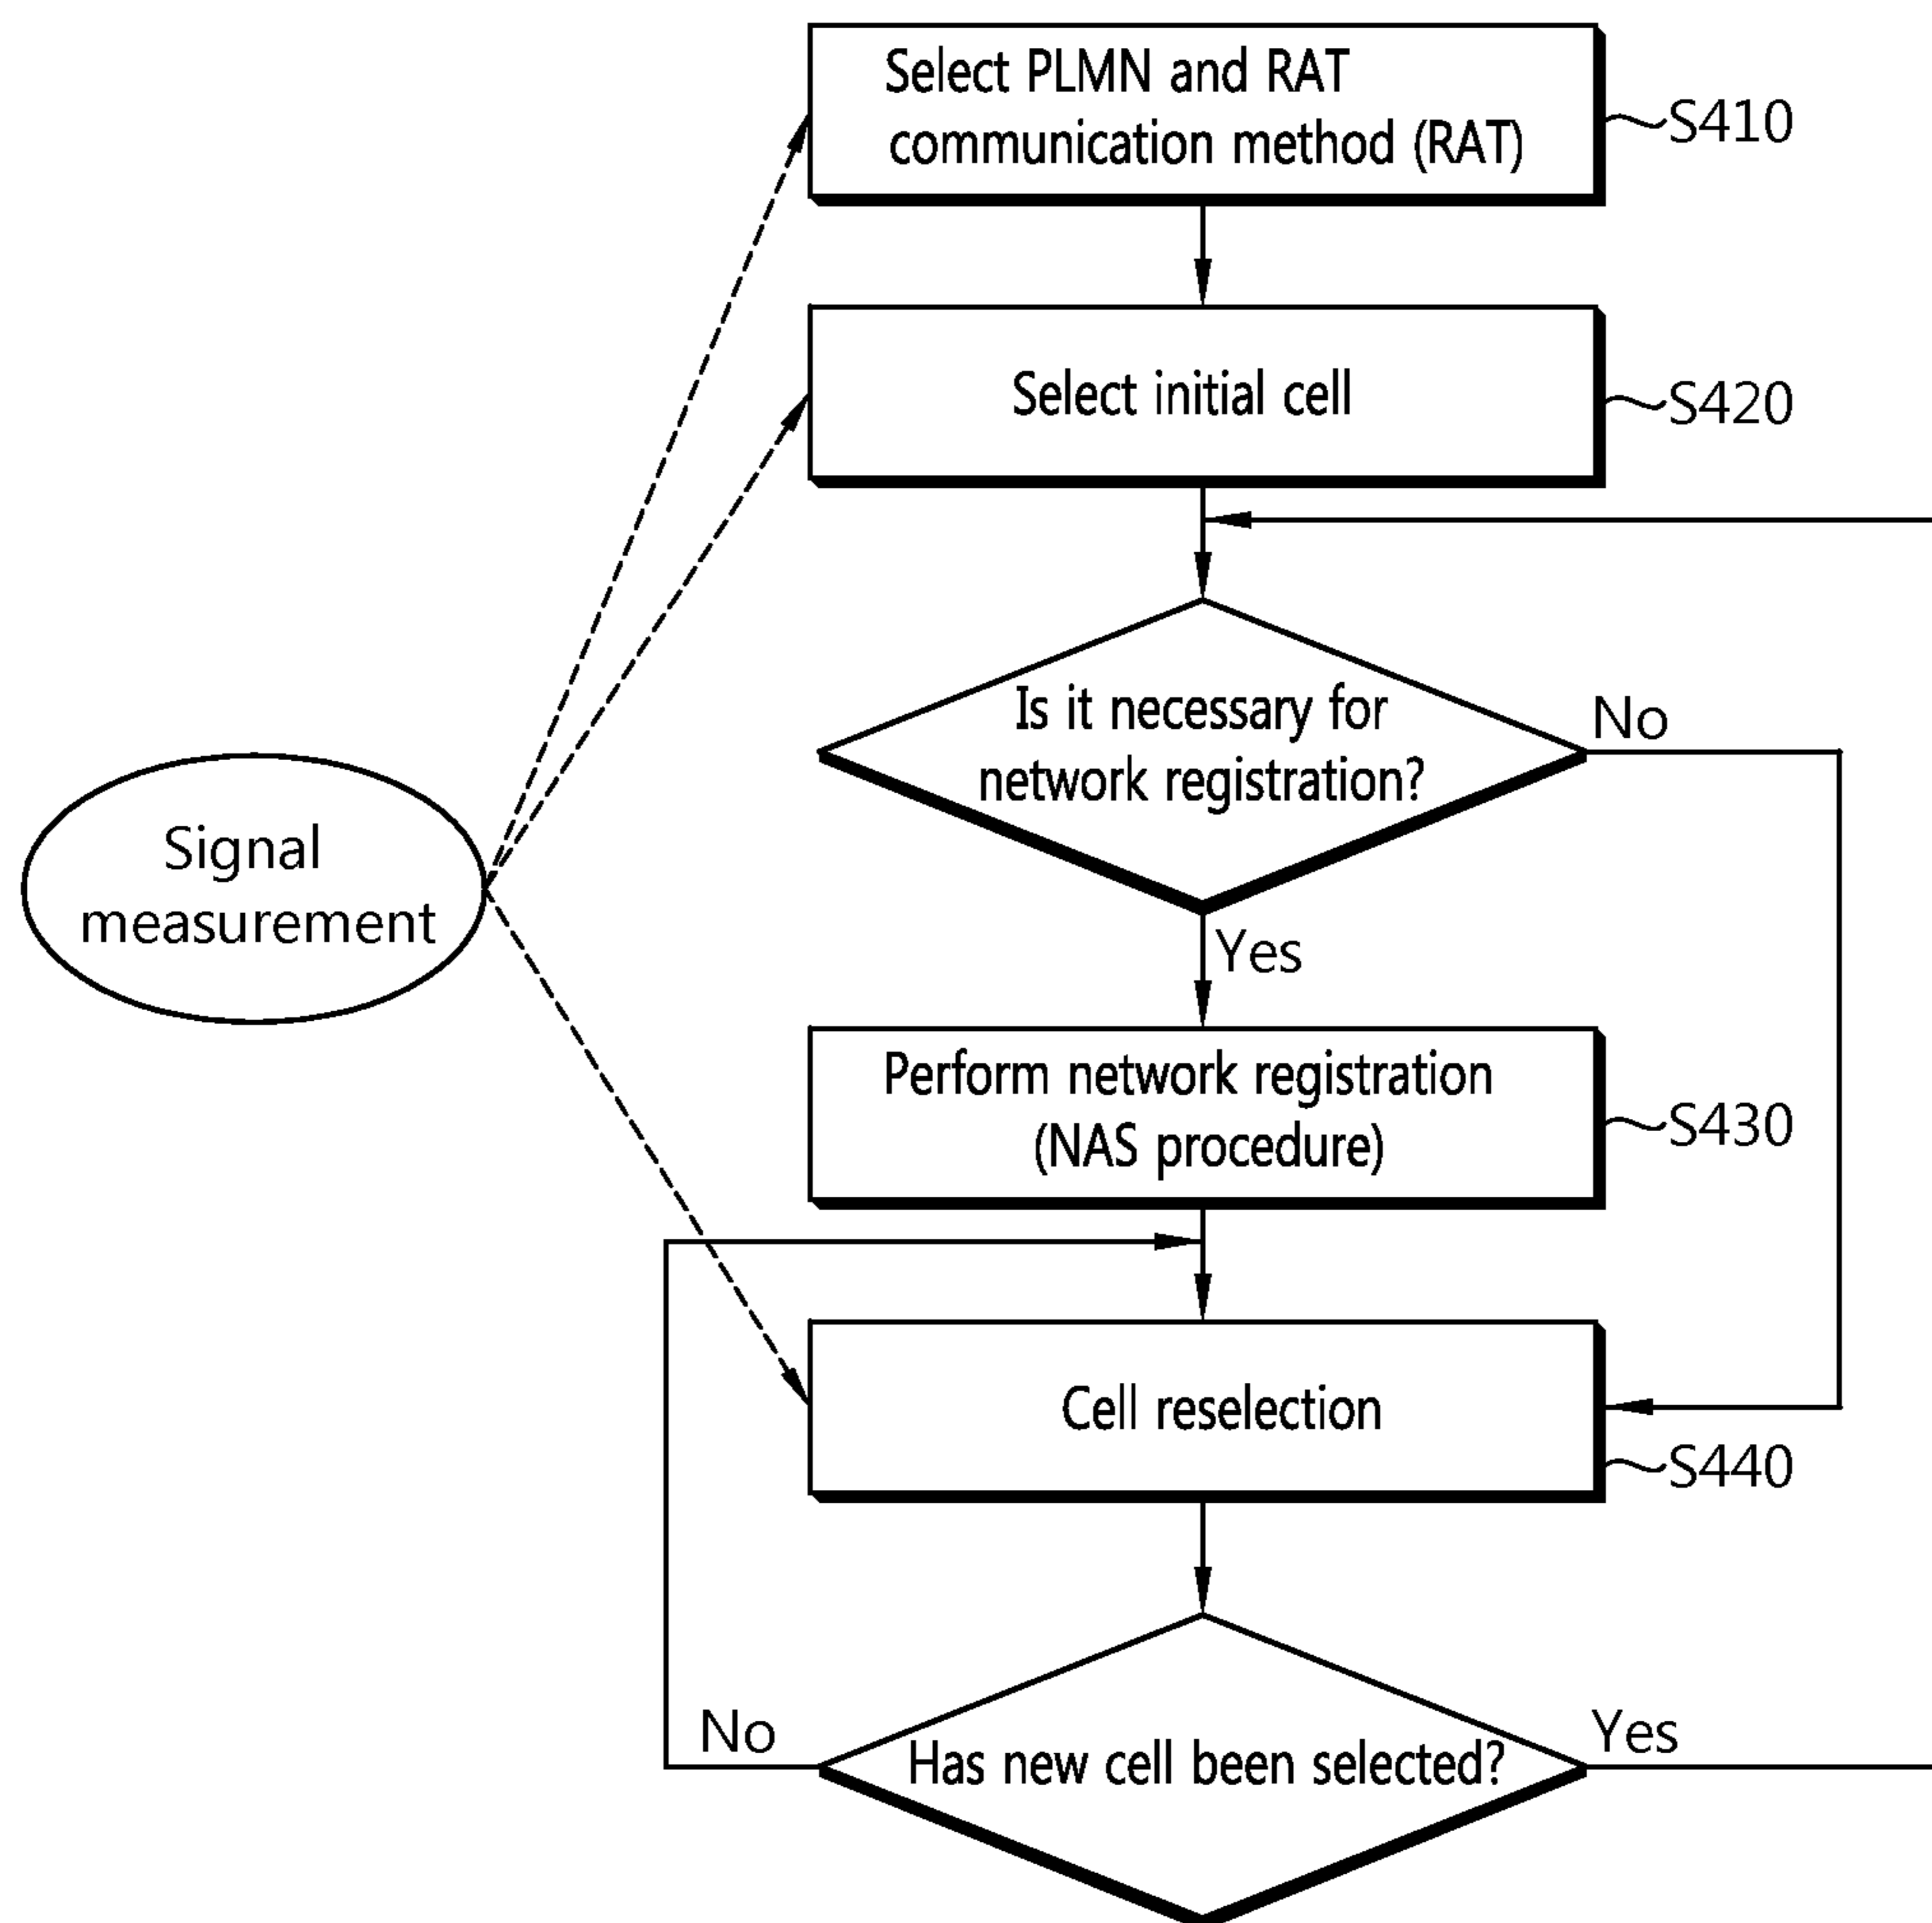 Select PLMN and RAT
communication method (RAT)
S410
Select initial cell
S420
Is it necessary for
network registration?
No
Signal
measurement
Yes
Perform network registration
(NAS procedure)
S430
Cell reselection
S440
No
Has new cell been selected?
Yes